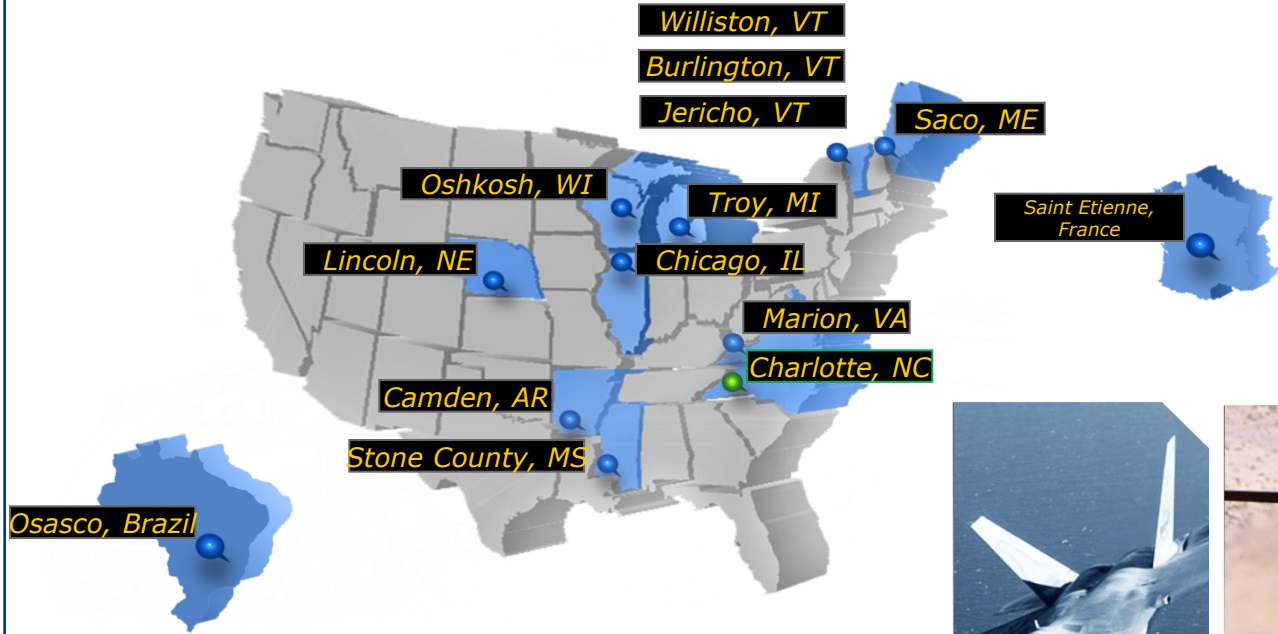 Williston, VT
Burlington, VT
Jericho, VT
Saco, ME
Oshkosh, WI
Troy, MI
Saint Etienne,
France
Lincoln, NE
Chicago, IL
Marion, VA
Charlotte, NC
Camden, AR
Stone County, MS
Osasco, Brazil